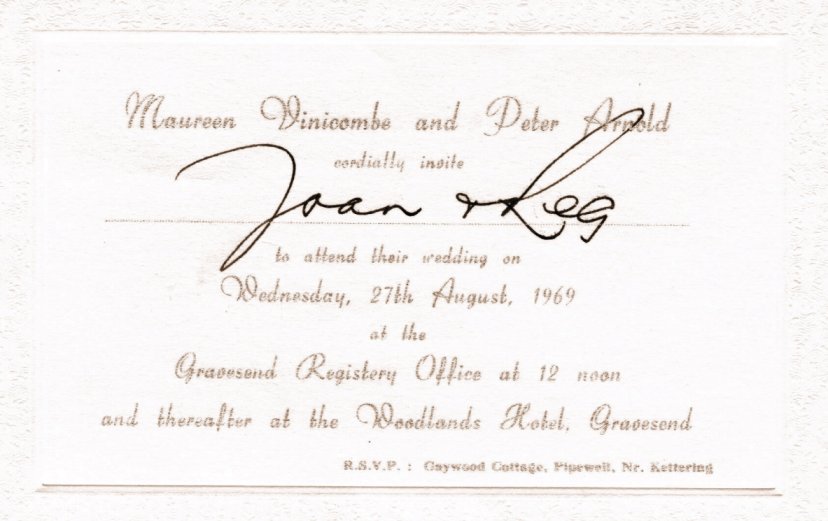 Maureen Vinicombe and Peter Arnold
cordially invite
Joan & Reg
to attend their wedding on
Wednesday, 27th August, 1969
at the
Gravesend Registery Office at 12 noon
and thereafter at the Woodlands Hotel, Gravesend
R.S.V.P. : Gaywood Cottage, Pipewell, Nr. Kettering